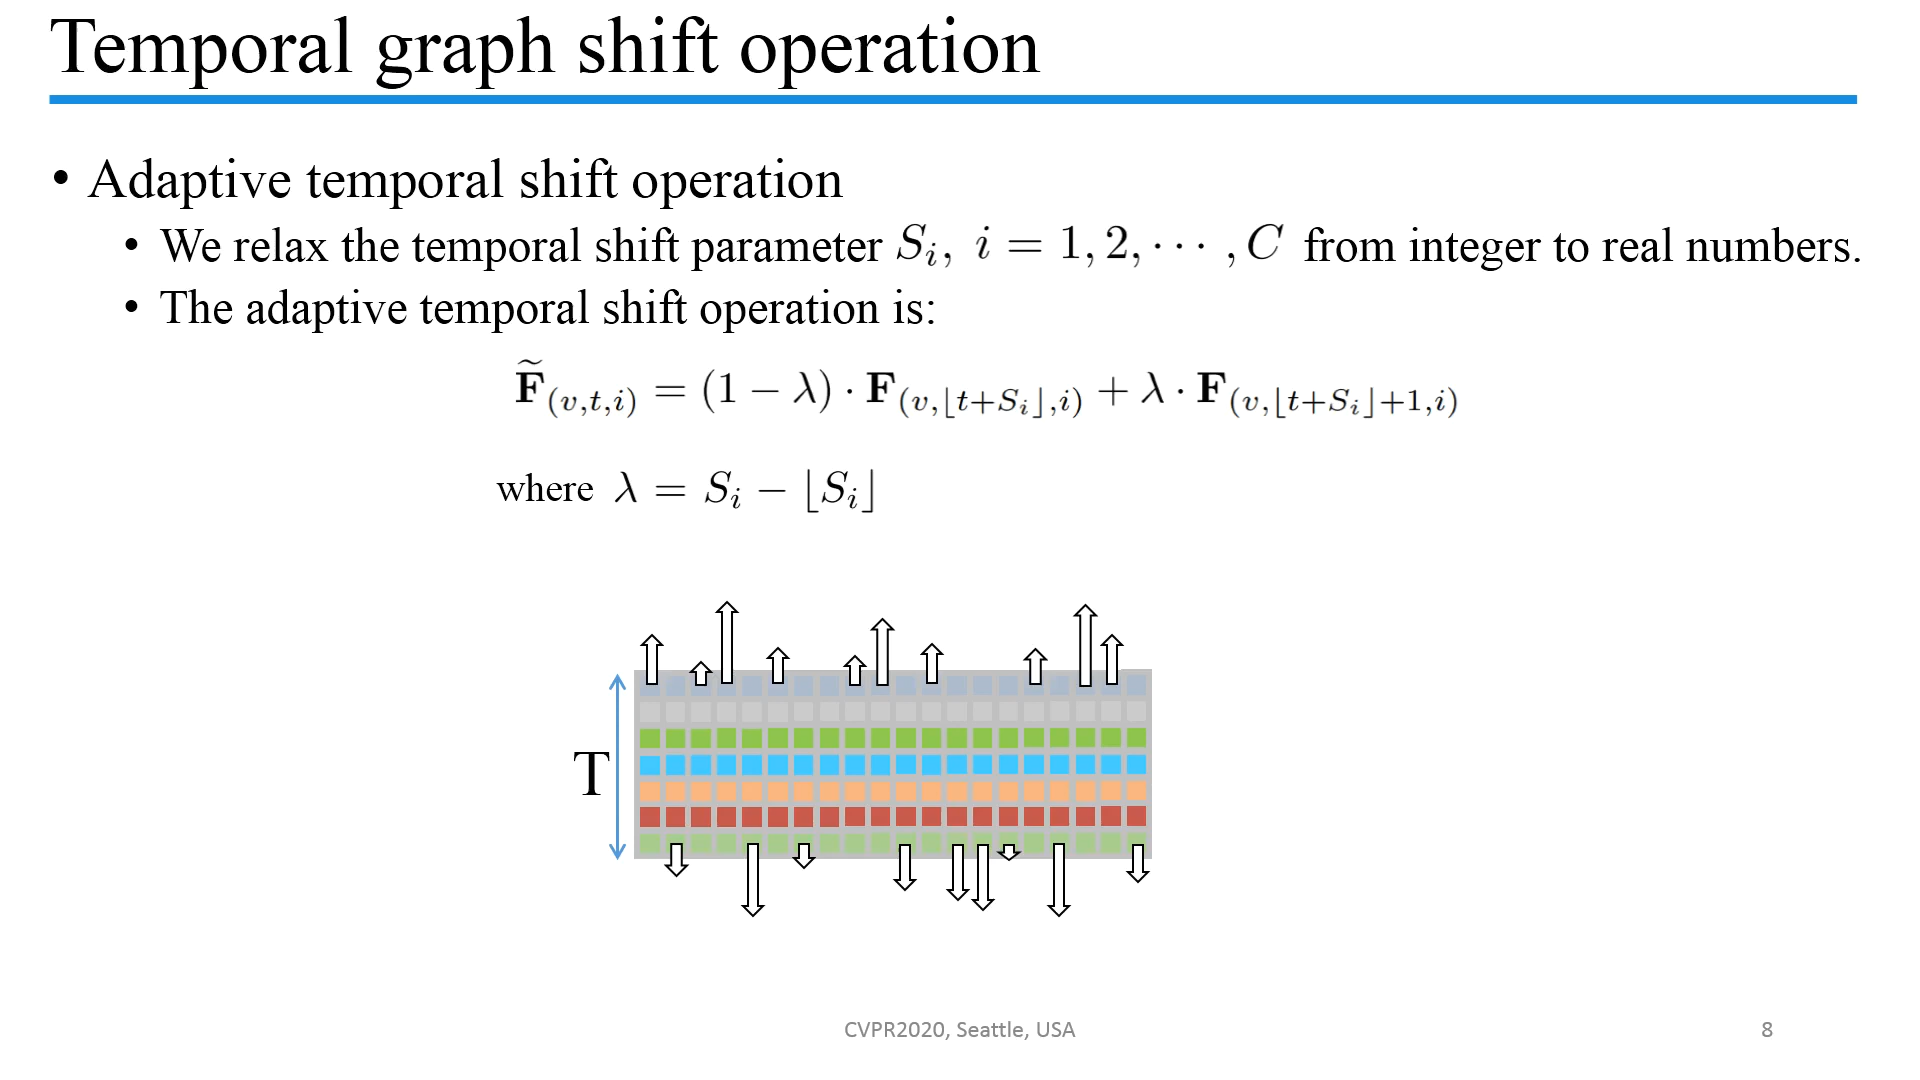 Temporal graph shift operation
• Adaptive temporal shift operation
• We relax the temporal shift parameter S_i, i = 1, 2, ⋯ , C from integer to real numbers.
• The adaptive temporal shift operation is:
F̃_(v,t,i) = (1 − λ) · F_(v,⌊t+S_i⌋,i) + λ · F_(v,⌊t+S_i⌋+1,i)
where λ = S_i − ⌊S_i⌋
T
CVPR2020, Seattle, USA
8